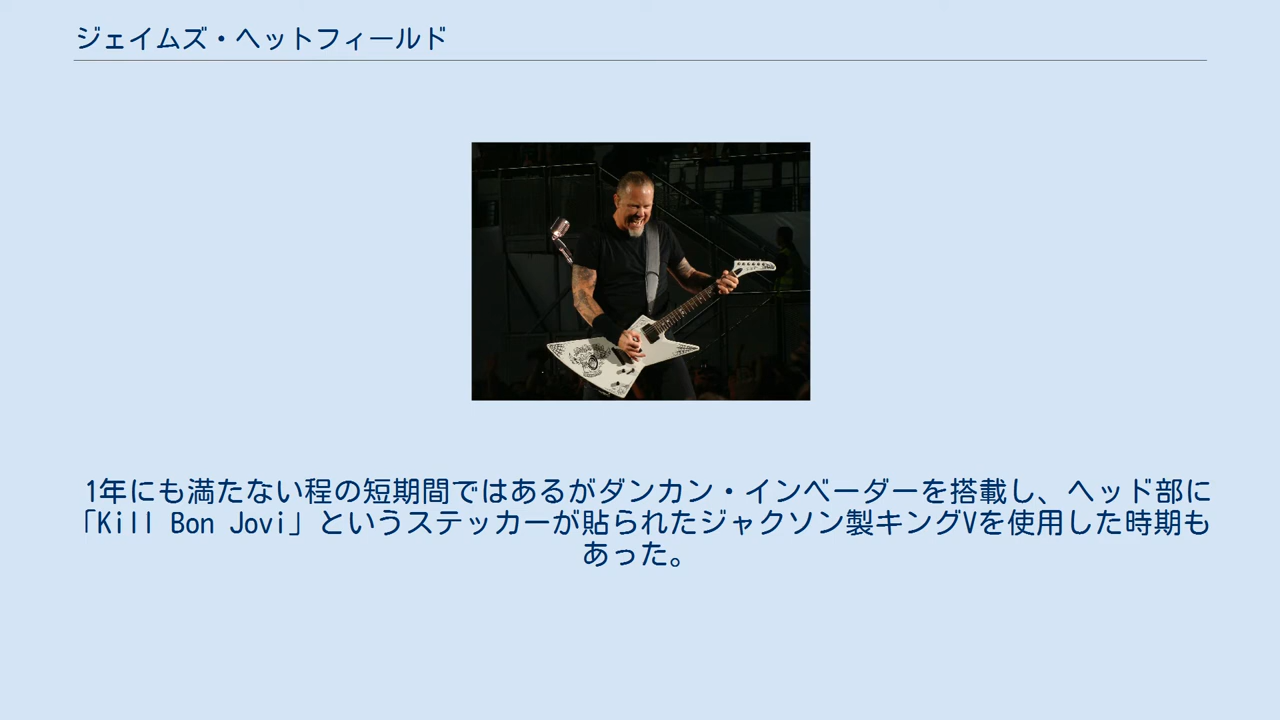 ジェイムズ・ヘットフィールド
1年にも満たない程の短期間ではあるがダンカン・インベーダーを搭載し、ヘッド部に
「Kill Bon Jovi」というステッカーが貼られたジャクソン製キングVを使用した時期も
あった。